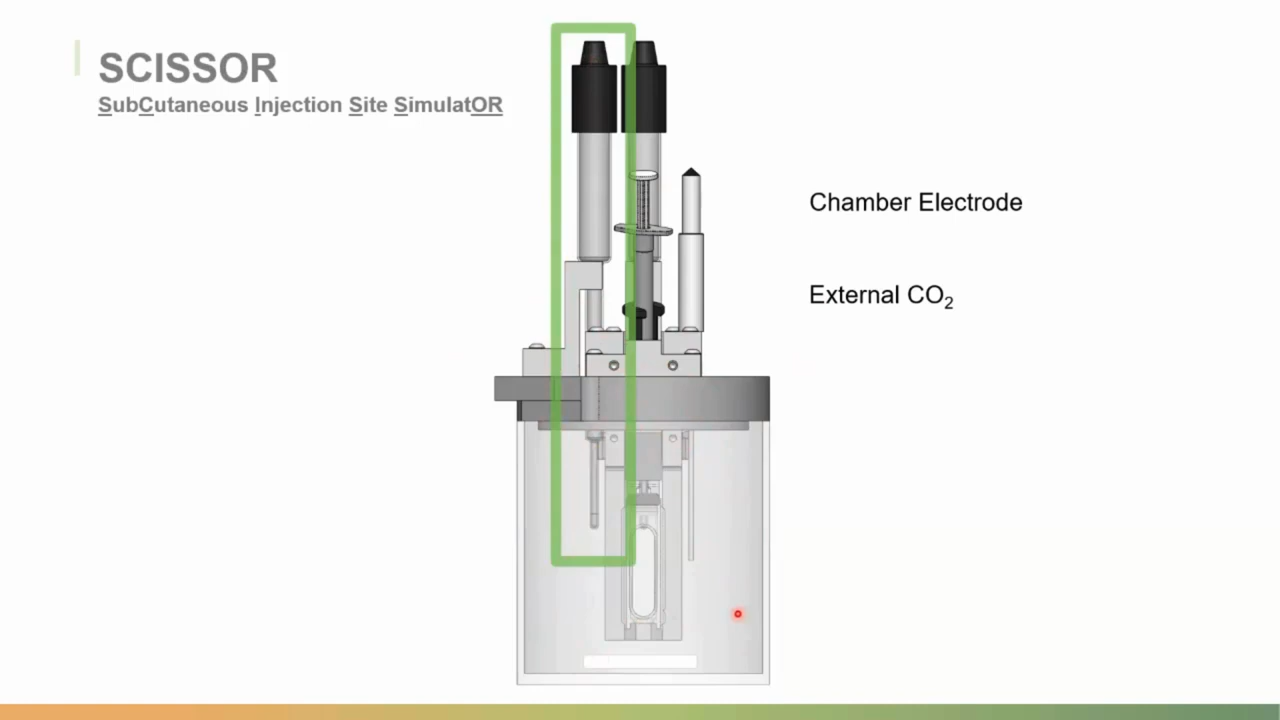 SCISSOR
SubCutaneous Injection Site SimulatOR
Chamber Electrode
External CO₂